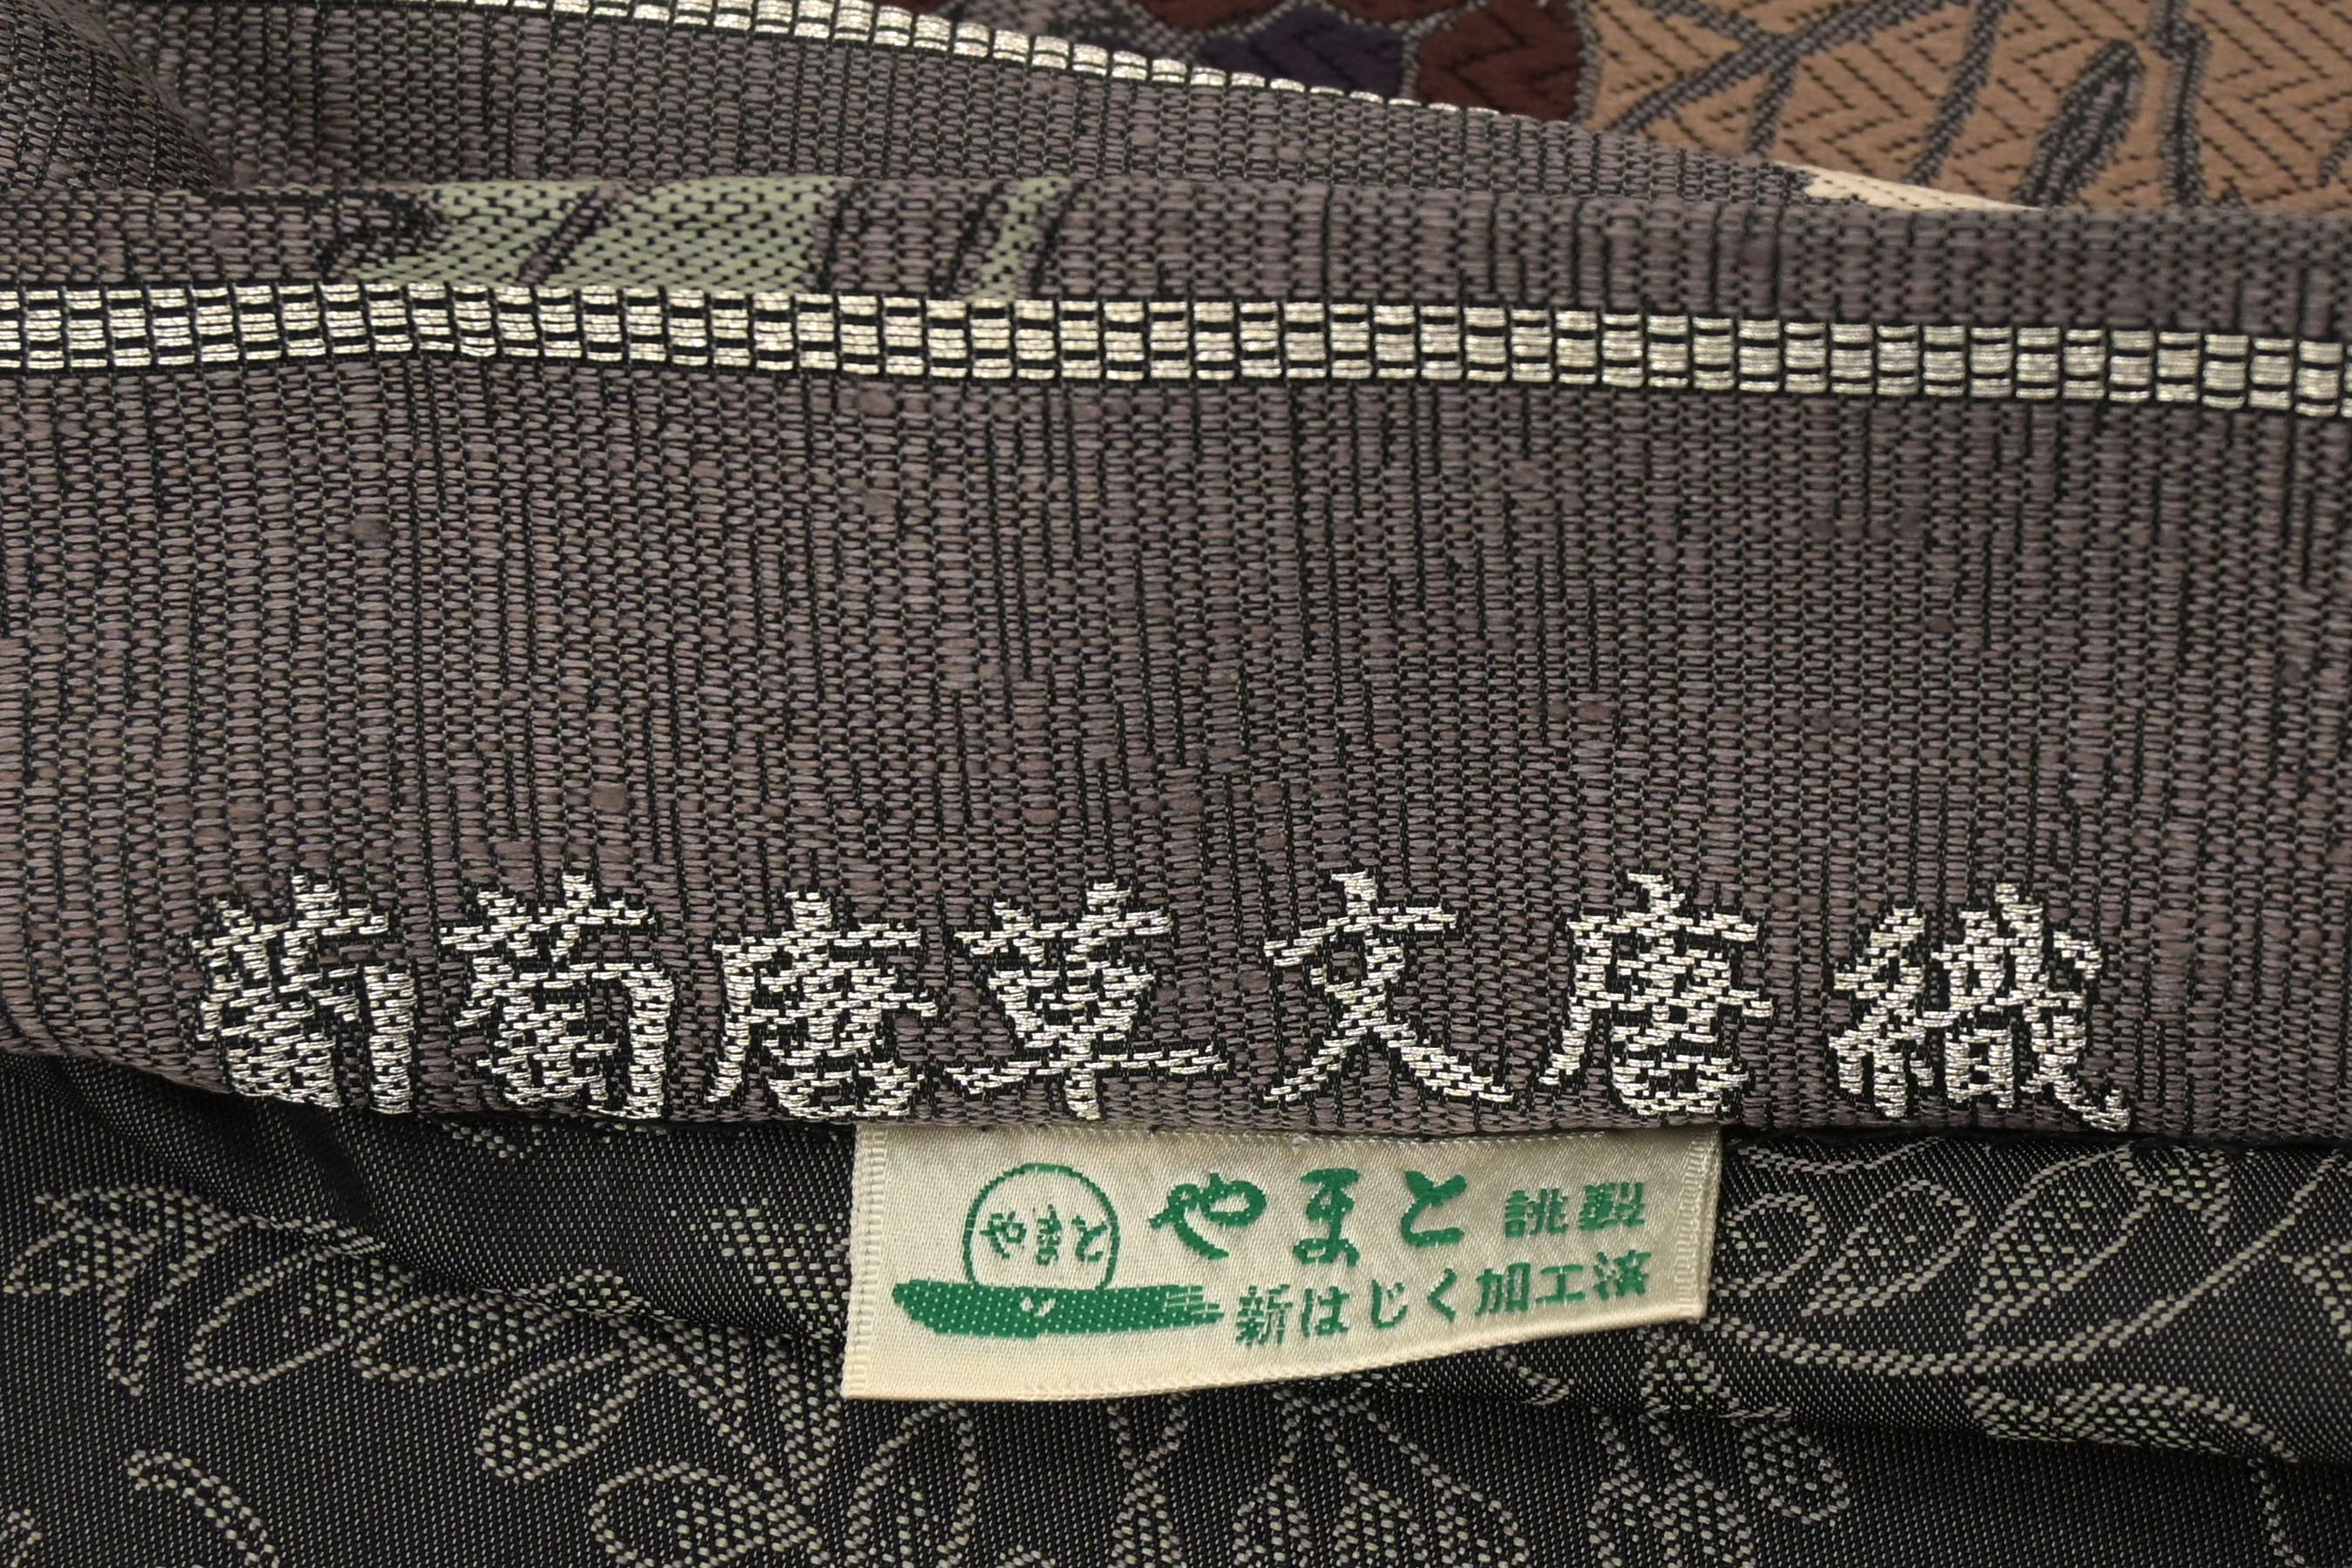 葡萄唐草文唐織
やまと
やまと 誂製
新はじく加工済